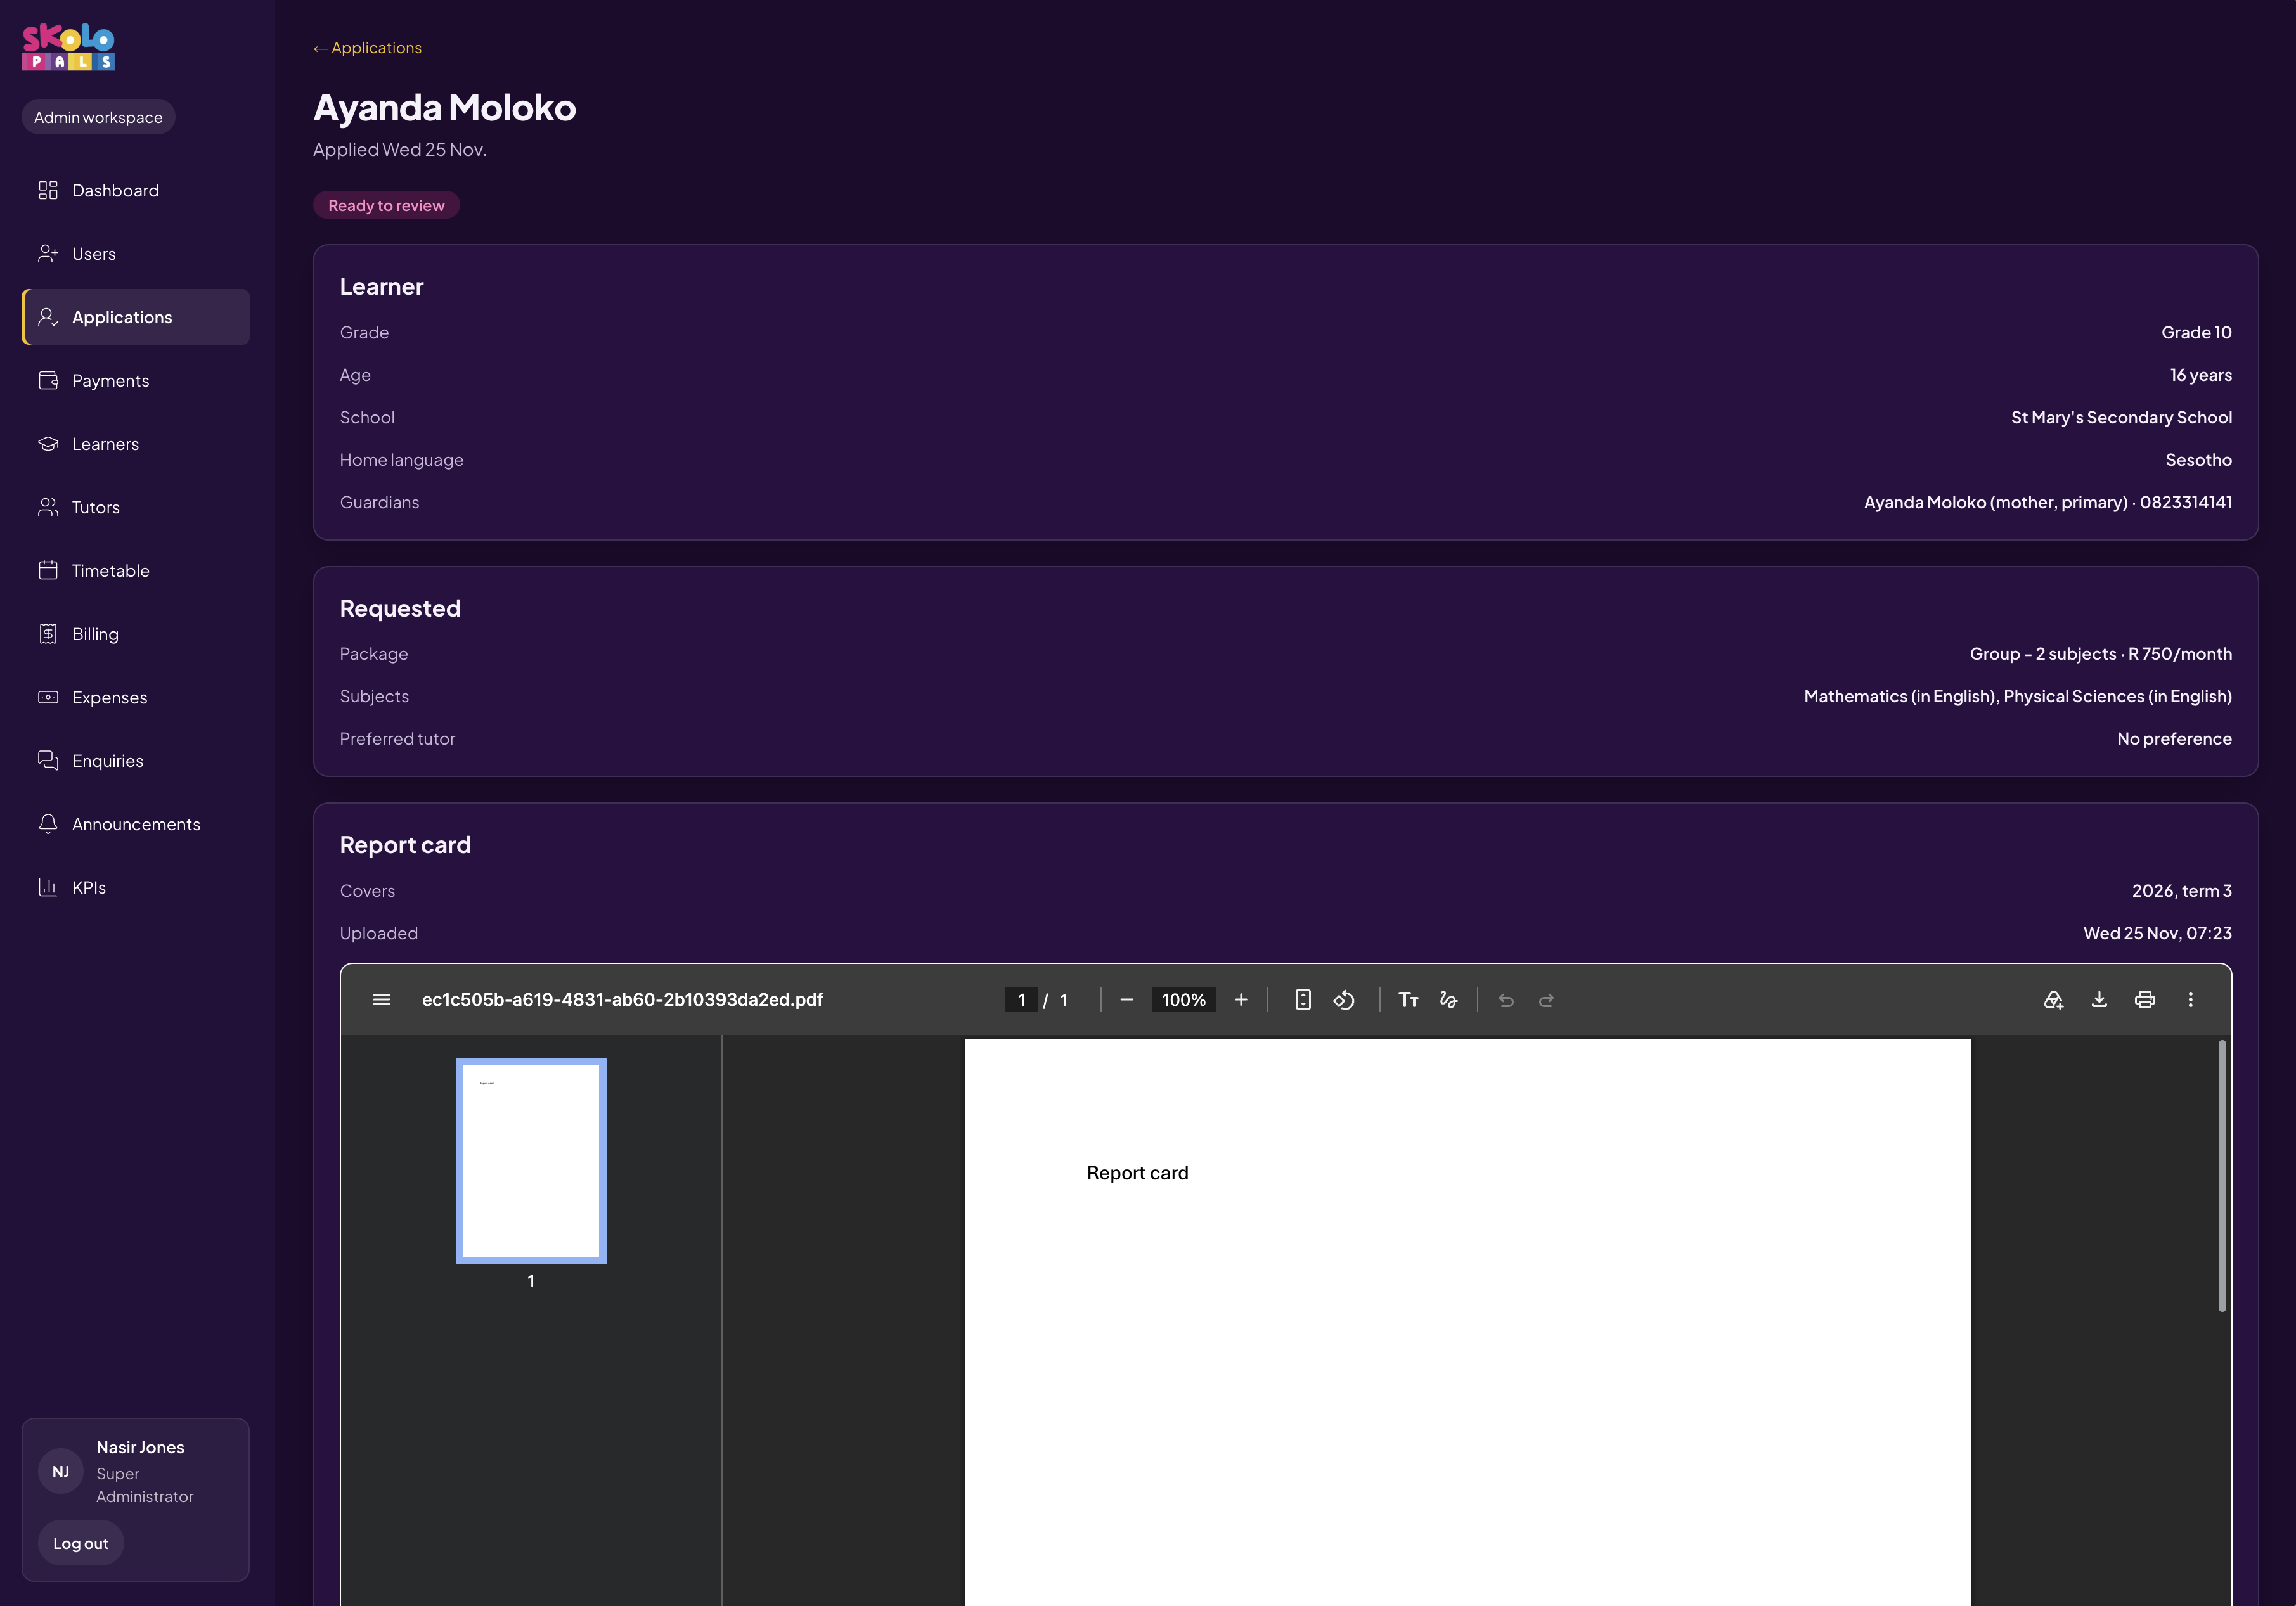 SKOLO
PALS
Admin workspace
Dashboard
Users
Applications
Payments
Learners
Tutors
Timetable
Billing
Expenses
Enquiries
Announcements
KPIs
NJ
Nasir Jones
Super
Administrator
Log out
← Applications
Ayanda Moloko
Applied Wed 25 Nov.
Ready to review
Learner
Grade Grade 10
Age 16 years
School St Mary's Secondary School
Home language Sesotho
Guardians Ayanda Moloko (mother, primary) · 0823314141
Requested
Package Group – 2 subjects · R 750/month
Subjects Mathematics (in English), Physical Sciences (in English)
Preferred tutor No preference
Report card
Covers 2026, term 3
Uploaded Wed 25 Nov, 07:23
ec1c505b-a619-4831-ab60-2b10393da2ed.pdf 1 / 1 − 100% +
Report card
1